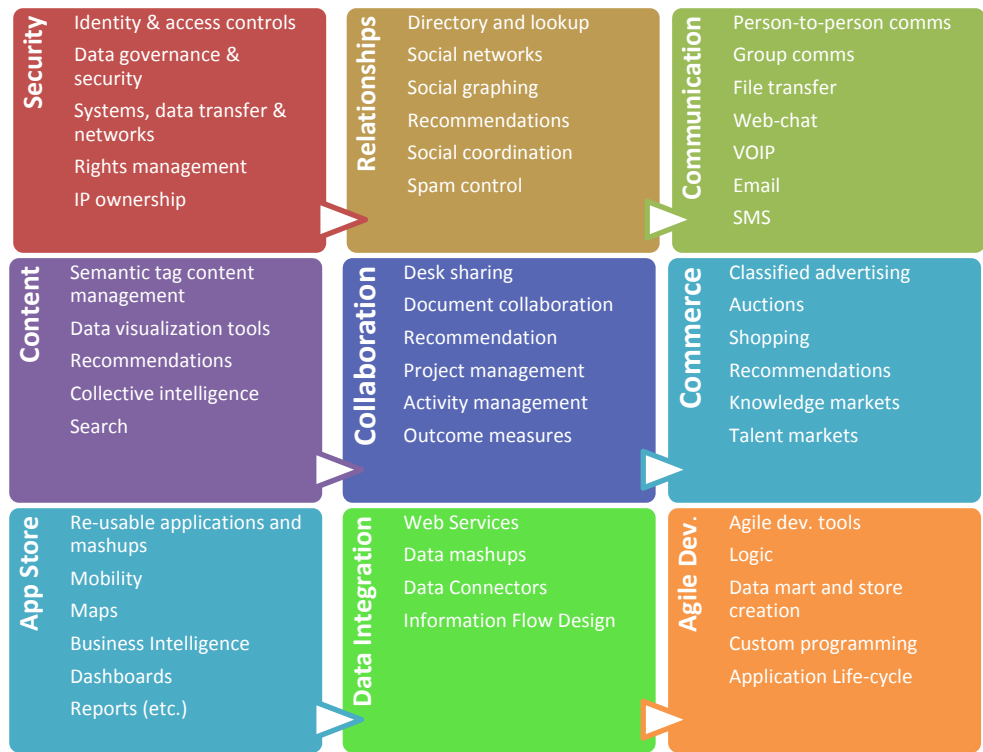 Security
Identity & access controls
Data governance &
security
Systems, data transfer &
networks
Rights management
IP ownership
Relationships
Directory and lookup
Social networks
Social graphing
Recommendations
Social coordination
Spam control
Communication
Person-to-person comms
Group comms
File transfer
Web-chat
VOIP
Email
SMS
Content
Semantic tag content
management
Data visualization tools
Recommendations
Collective intelligence
Search
Collaboration
Desk sharing
Document collaboration
Recommendation
Project management
Activity management
Outcome measures
Commerce
Classified advertising
Auctions
Shopping
Recommendations
Knowledge markets
Talent markets
App Store
Re-usable applications and
mashups
Mobility
Maps
Business Intelligence
Dashboards
Reports (etc.)
Data Integration
Web Services
Data mashups
Data Connectors
Information Flow Design
Agile Dev.
Agile dev. tools
Logic
Data mart and store
creation
Custom programming
Application Life-cycle